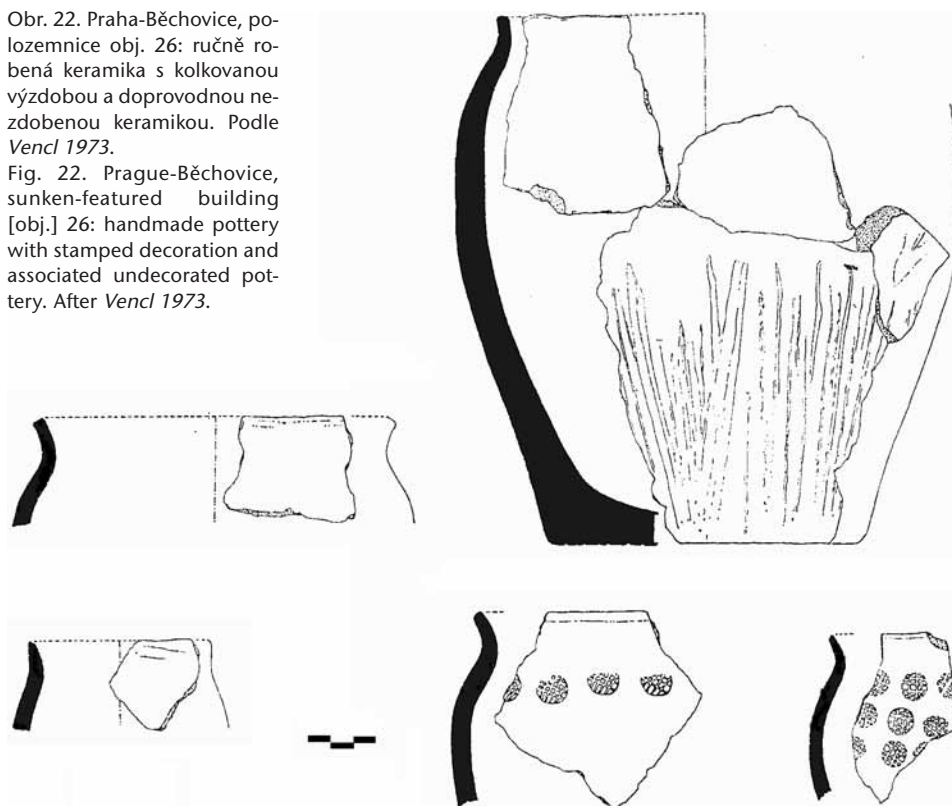 Obr. 22. Praha-Běchovice, po-
lozemnice obj. 26: ručně ro-
bená keramika s kolkovanou
výzdobou a doprovodnou ne-
zdobenou keramikou. Podle
Vencl 1973.
Fig. 22. Prague-Běchovice,
sunken-featured building
[obj.] 26: handmade pottery
with stamped decoration and
associated undecorated pot-
tery. After Vencl 1973.